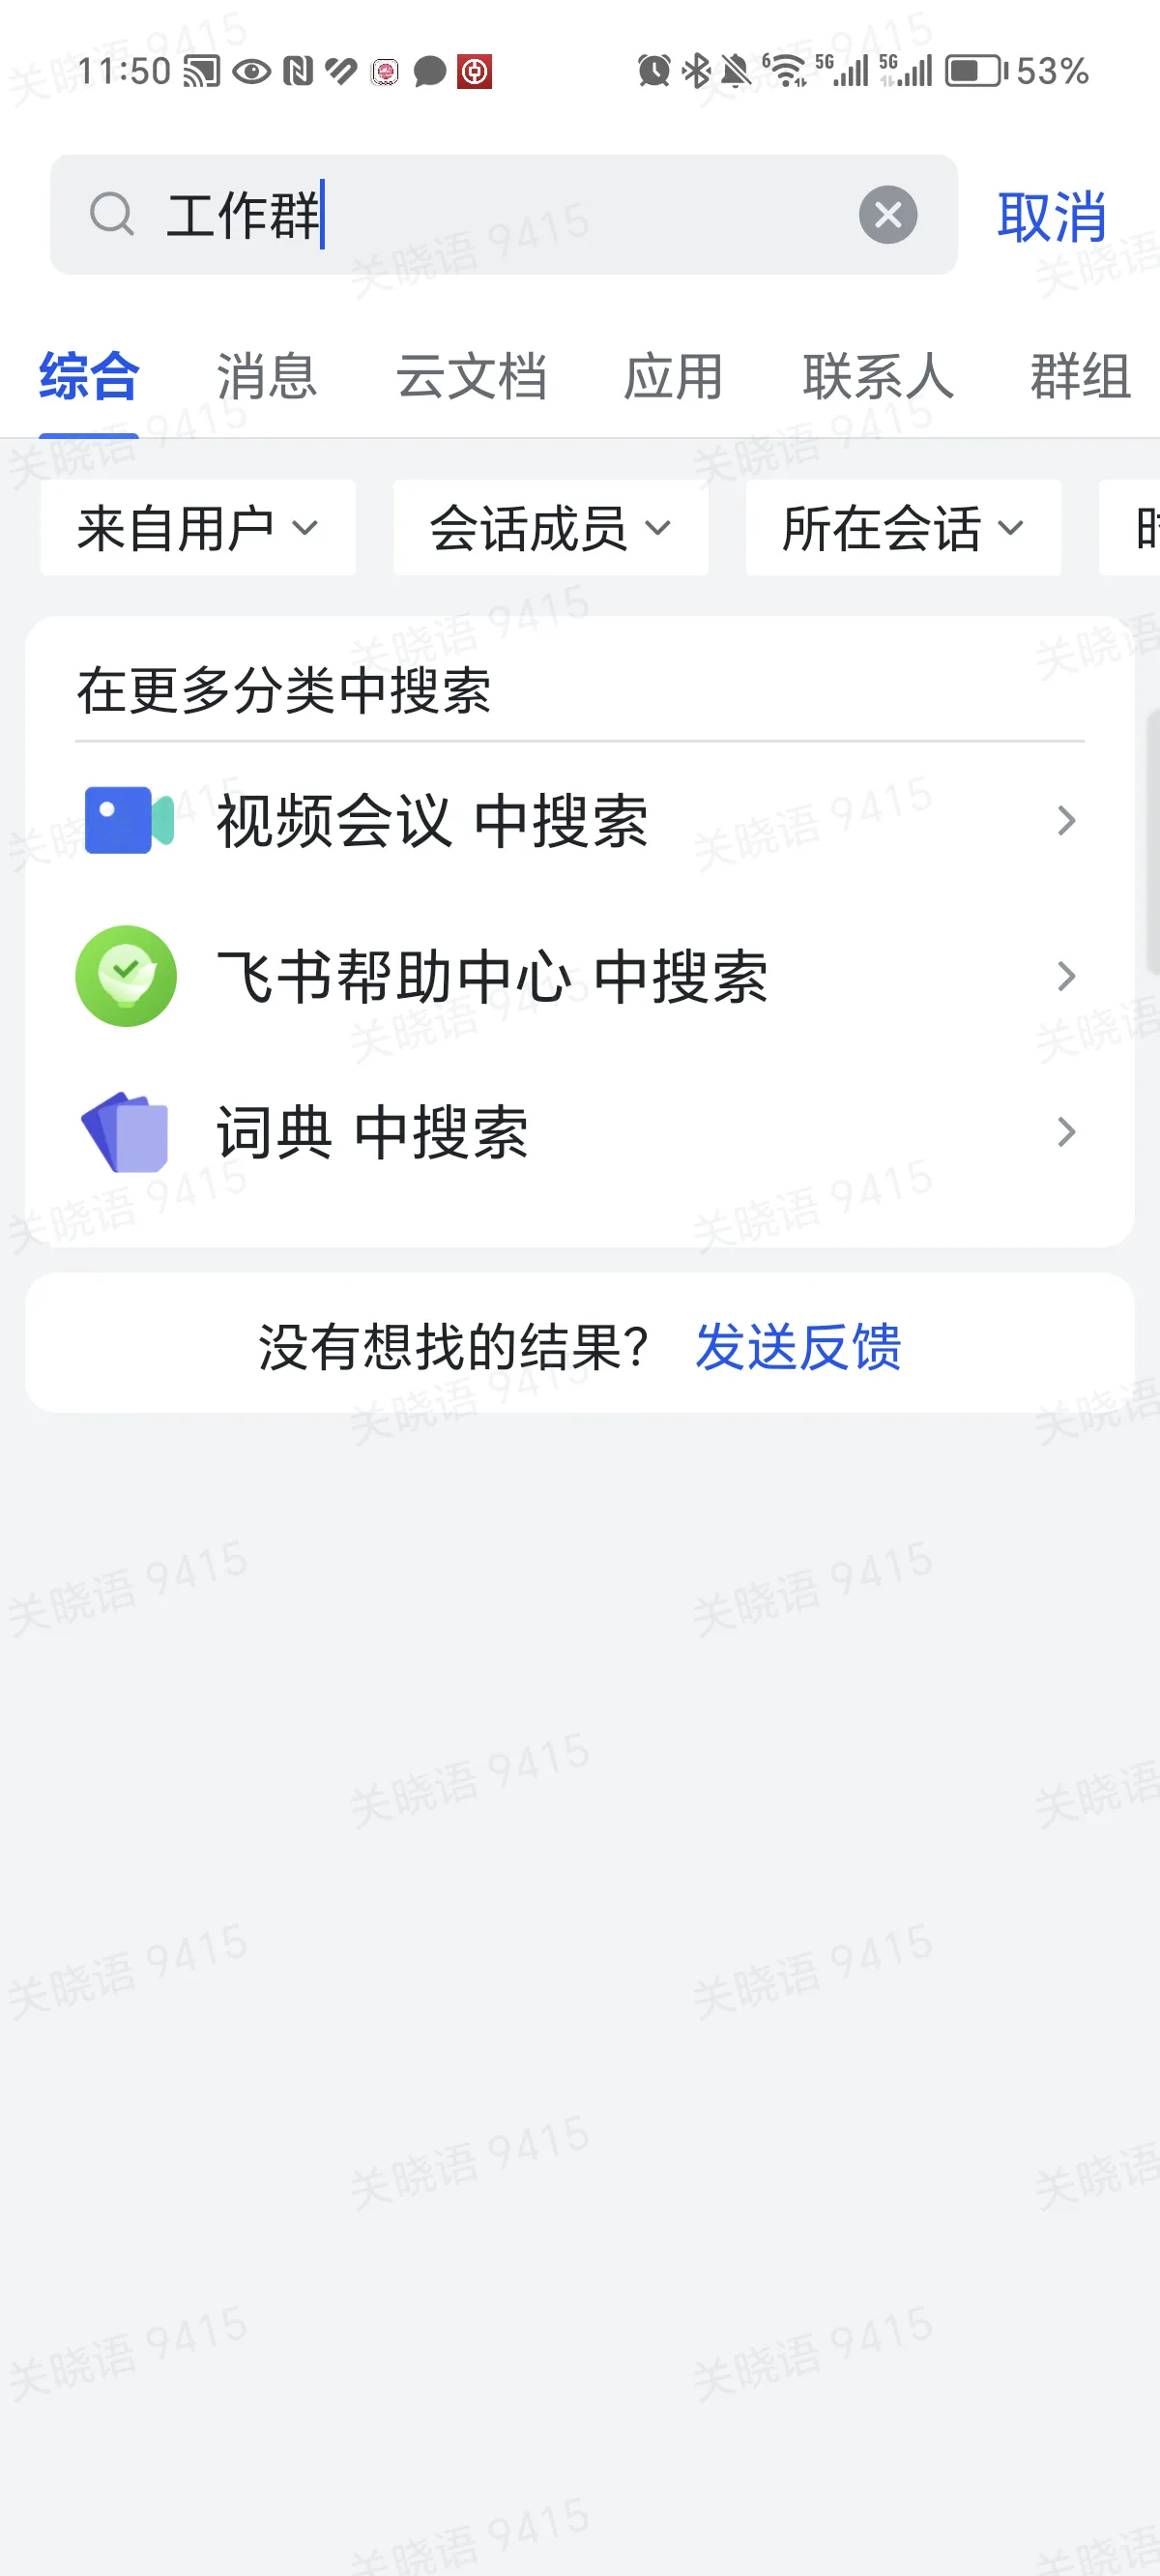 11:50 6 5G 5G 53%
工作群 取消
综合 消息 云文档 应用 联系人 群组
来自用户 会话成员 所在会话
在更多分类中搜索
视频会议 中搜索
飞书帮助中心 中搜索
词典 中搜索
没有想找的结果? 发送反馈
关晓语 9415